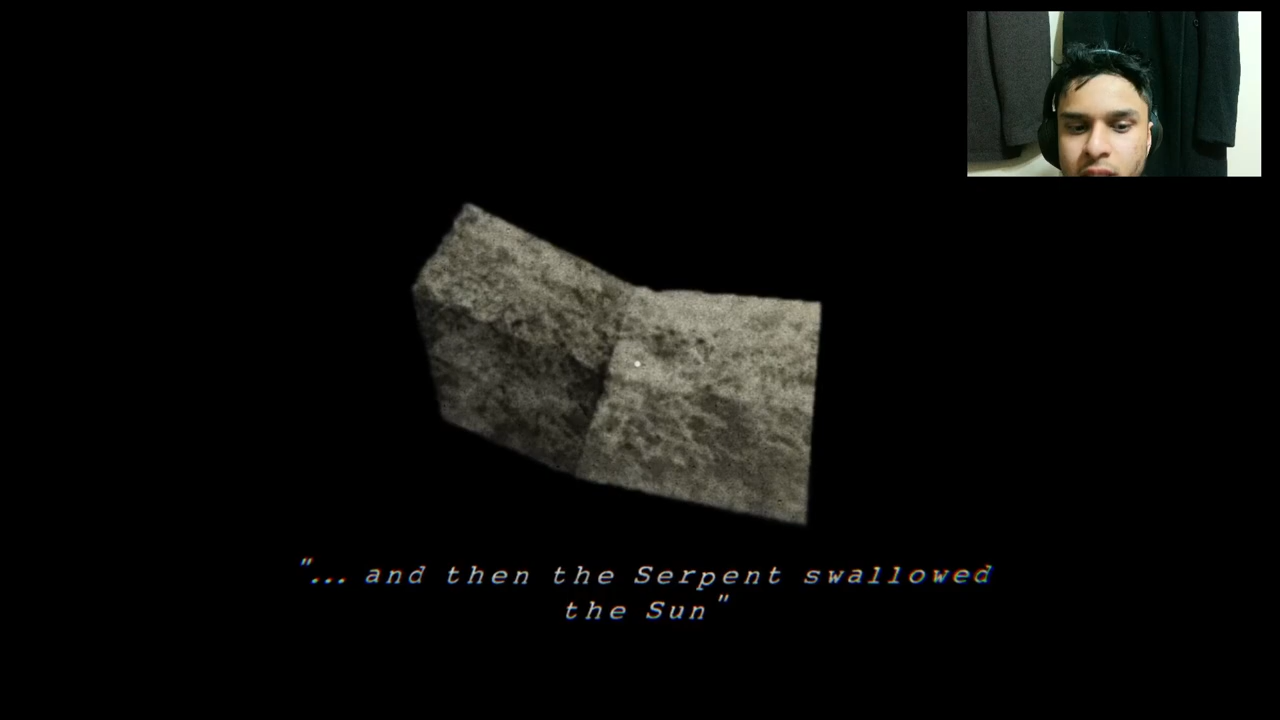 "... and then the Serpent swallowed
the Sun"